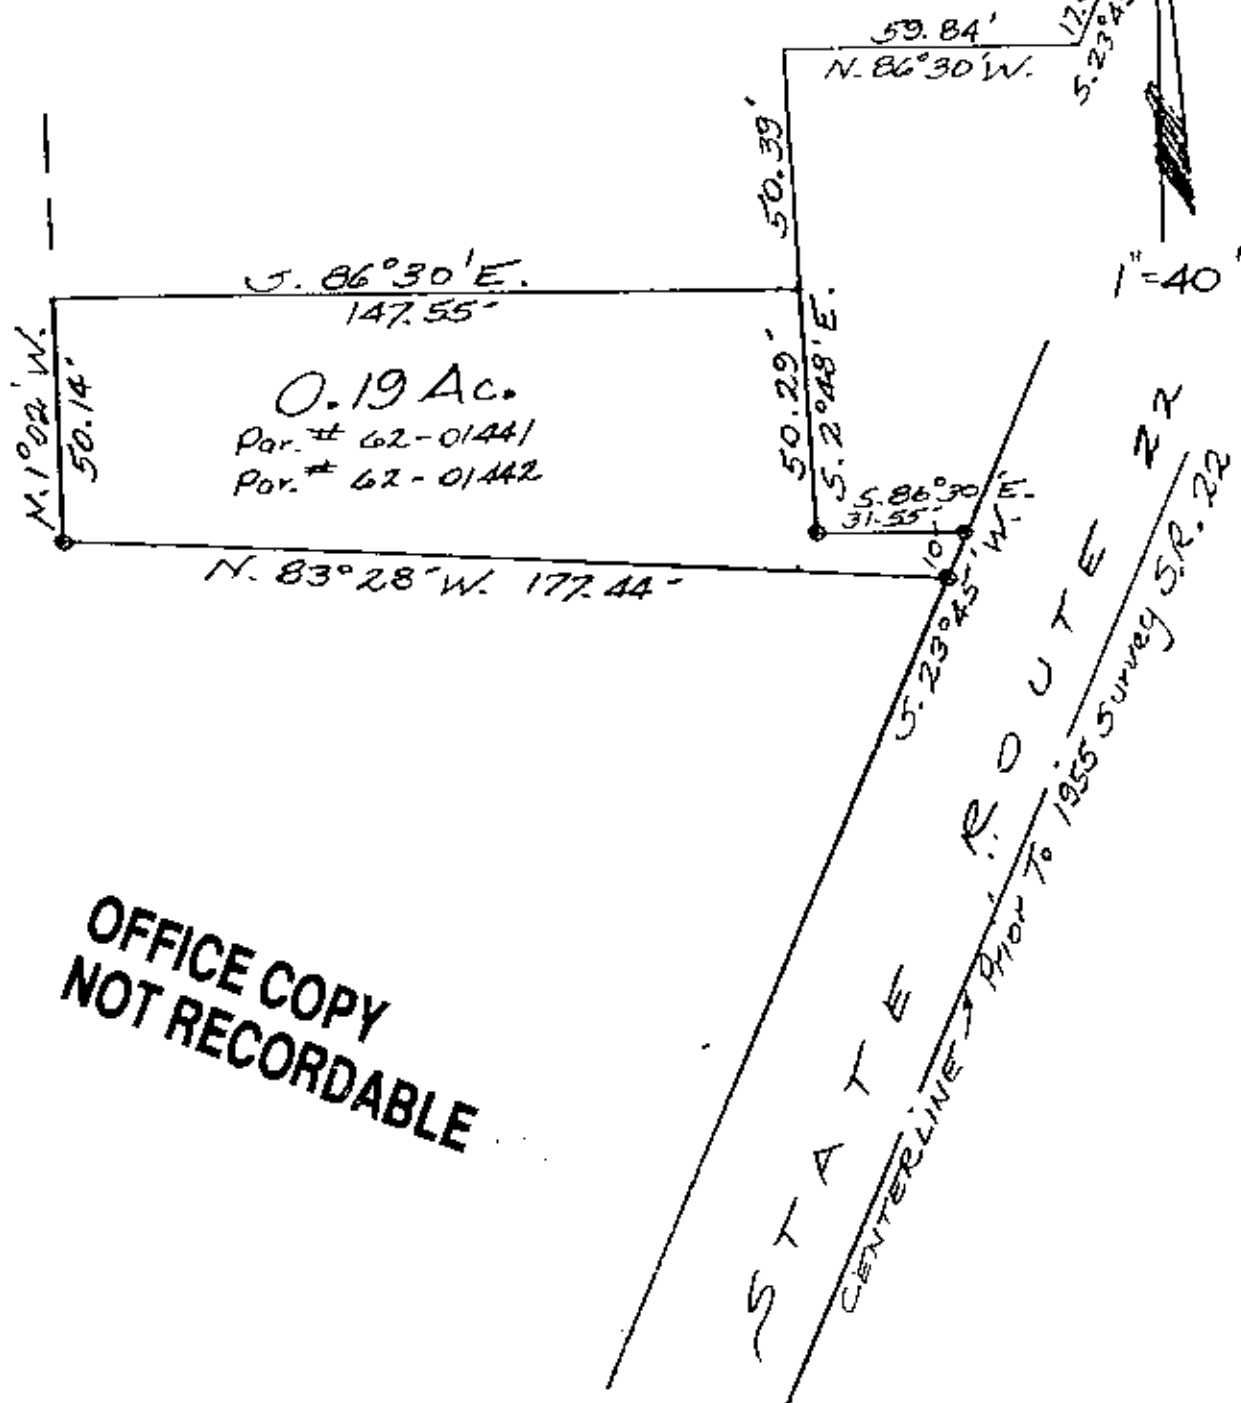 59.84'
N. 86°30'W.
S. 23°45'
50.39'
1"=40'
S. 86°30'E.
147.55'
N. 1°02'W.
50.14'
0.19 Ac.
Par. # 62-01441
Par. # 62-01442
50.29'
S. 2°48'E.
S. 86°30'E.
31.55'
10'
S. 23°45'W.
N. 83°28'W. 177.44'
STATE ROUTE 22
CENTERLINE Prior To 1955 Survey S.R. 22
OFFICE COPY
NOT RECORDABLE